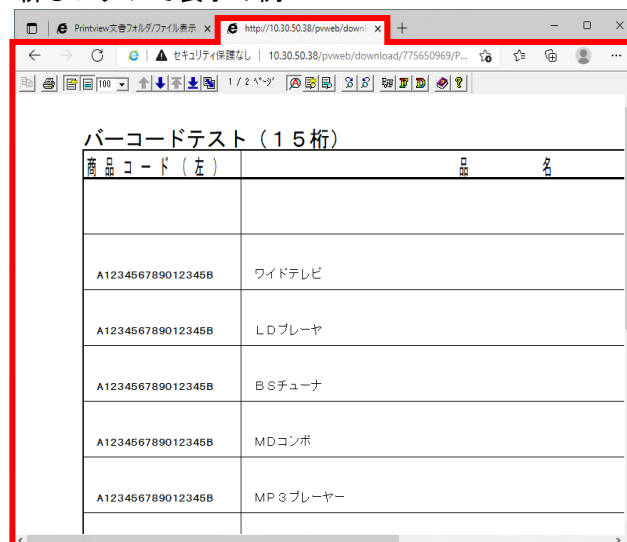 Printview文書フォルダ/ファイル表示
http://10.30.50.38/pvweb/downl
セキュリティ保護なし
10.30.50.38/pvweb/download/775650969/P...
100
1 / 2 ページ
バーコードテスト（１５桁）
商品コード（左）
品 名
A123456789012345B ワイドテレビ
A123456789012345B ＬＤプレーヤ
A123456789012345B ＢＳチューナ
A123456789012345B ＭＤコンポ
A123456789012345B ＭＰ３プレーヤー